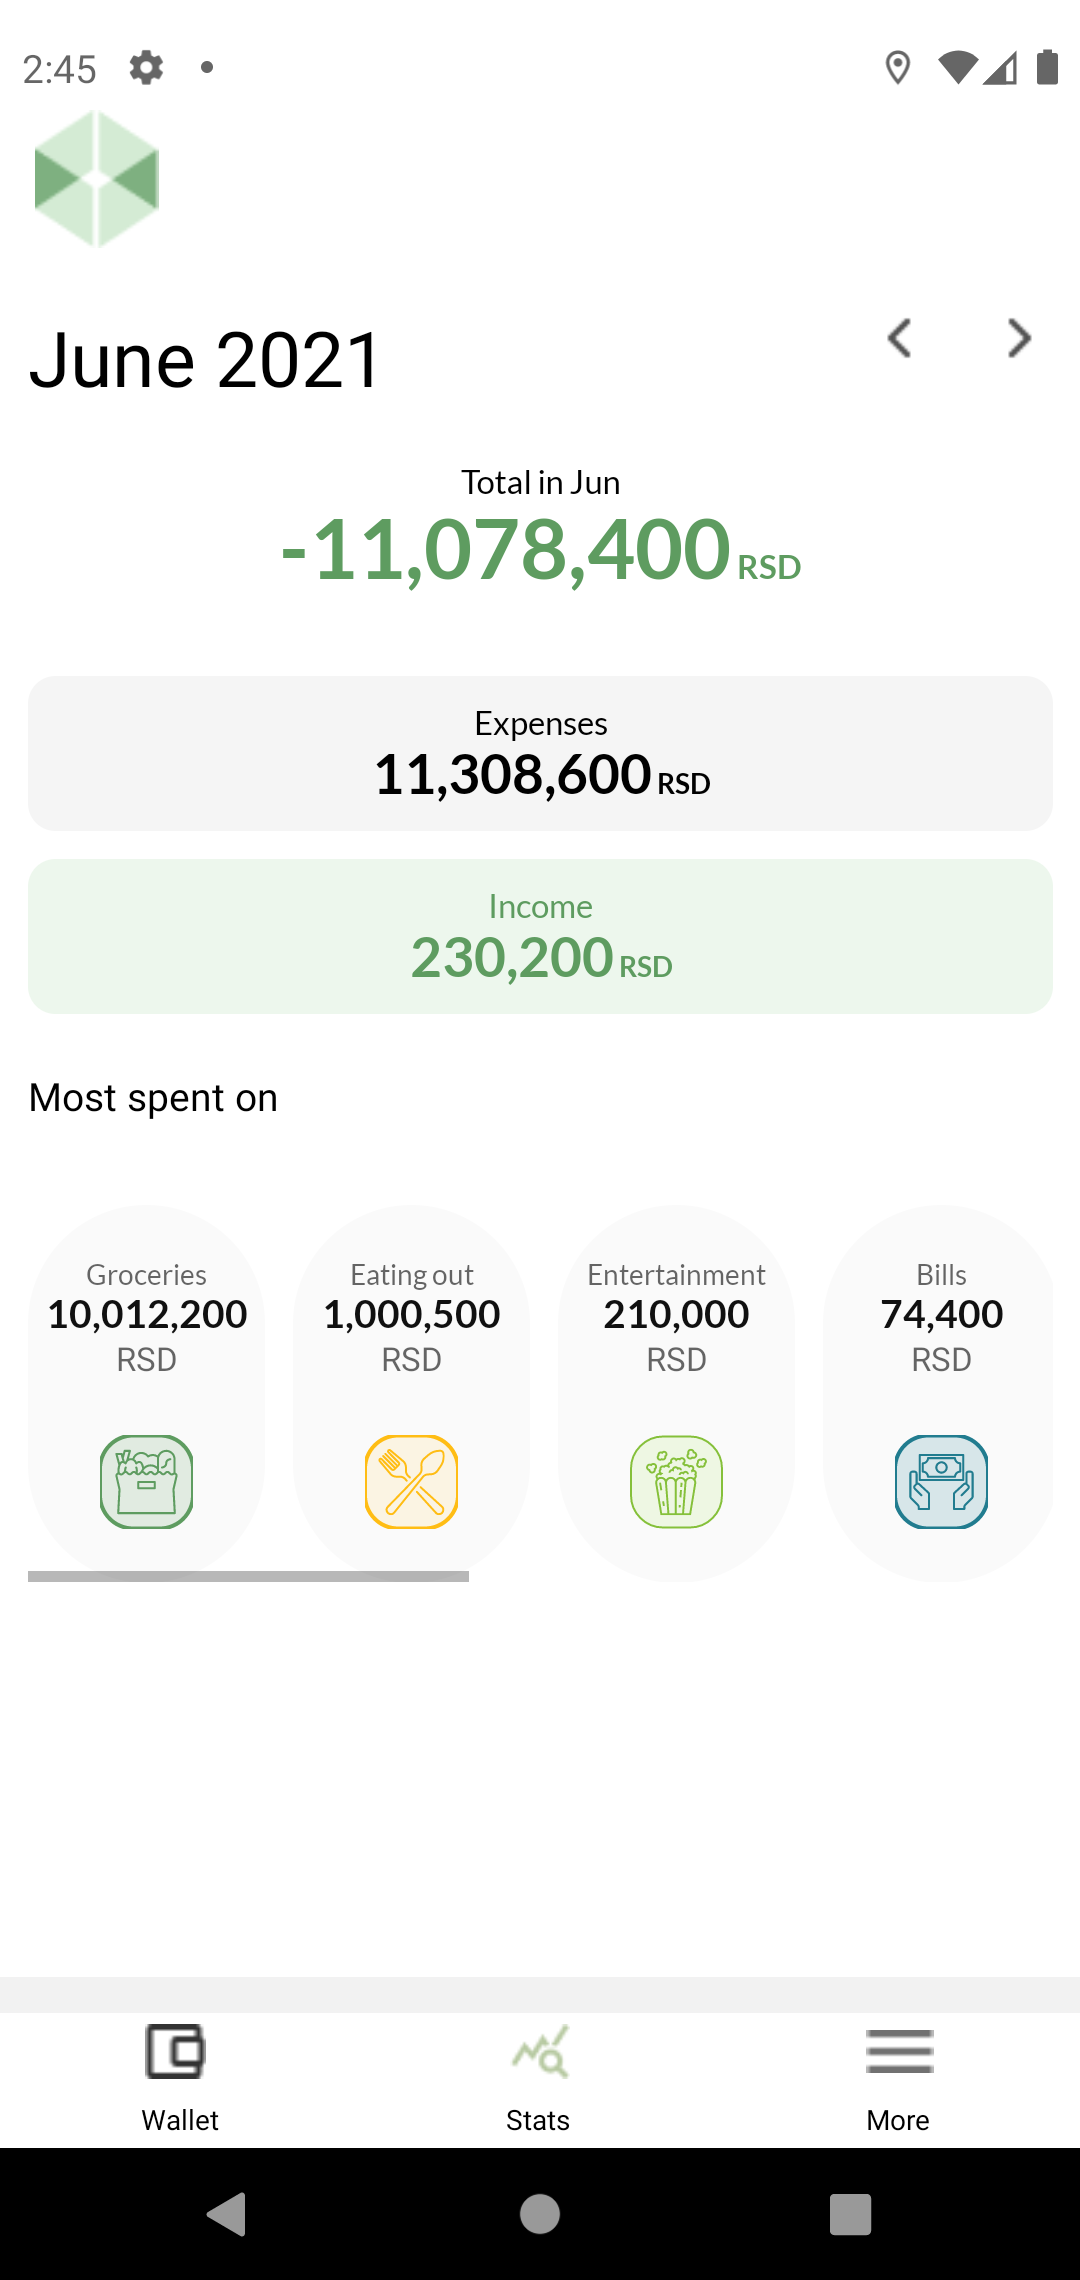 2:45
June 2021
Total in Jun
-11,078,400 RSD
Expenses
11,308,600 RSD
Income
230,200 RSD
Most spent on
Groceries
10,012,200
RSD
Eating out
1,000,500
RSD
Entertainment
210,000
RSD
Bills
74,400
RSD
Wallet
Stats
More